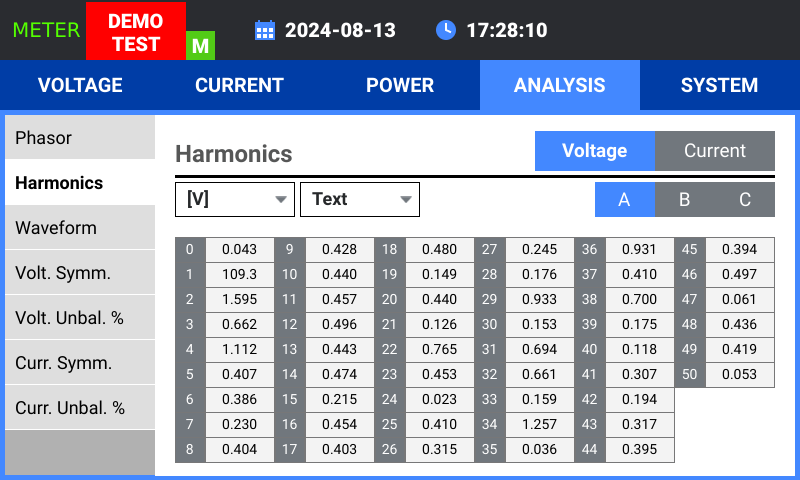 METER
DEMO
TEST
M
2024-08-13
17:28:10
VOLTAGE CURRENT POWER ANALYSIS SYSTEM
Phasor
Harmonics
Waveform
Volt. Symm.
Volt. Unbal. %
Curr. Symm.
Curr. Unbal. %
Harmonics
Voltage Current
[V] Text
A B C
0 0.043 9 0.428 18 0.480 27 0.245 36 0.931 45 0.394
1 109.3 10 0.440 19 0.149 28 0.176 37 0.410 46 0.497
2 1.595 11 0.457 20 0.440 29 0.933 38 0.700 47 0.061
3 0.662 12 0.496 21 0.126 30 0.153 39 0.175 48 0.436
4 1.112 13 0.443 22 0.765 31 0.694 40 0.118 49 0.419
5 0.407 14 0.474 23 0.453 32 0.661 41 0.307 50 0.053
6 0.386 15 0.215 24 0.023 33 0.159 42 0.194
7 0.230 16 0.454 25 0.410 34 1.257 43 0.317
8 0.404 17 0.403 26 0.315 35 0.036 44 0.395